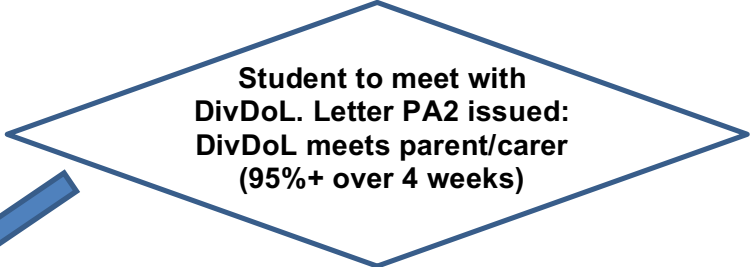 Student to meet with
DivDoL. Letter PA2 issued:
DivDoL meets parent/carer
(95%+ over 4 weeks)